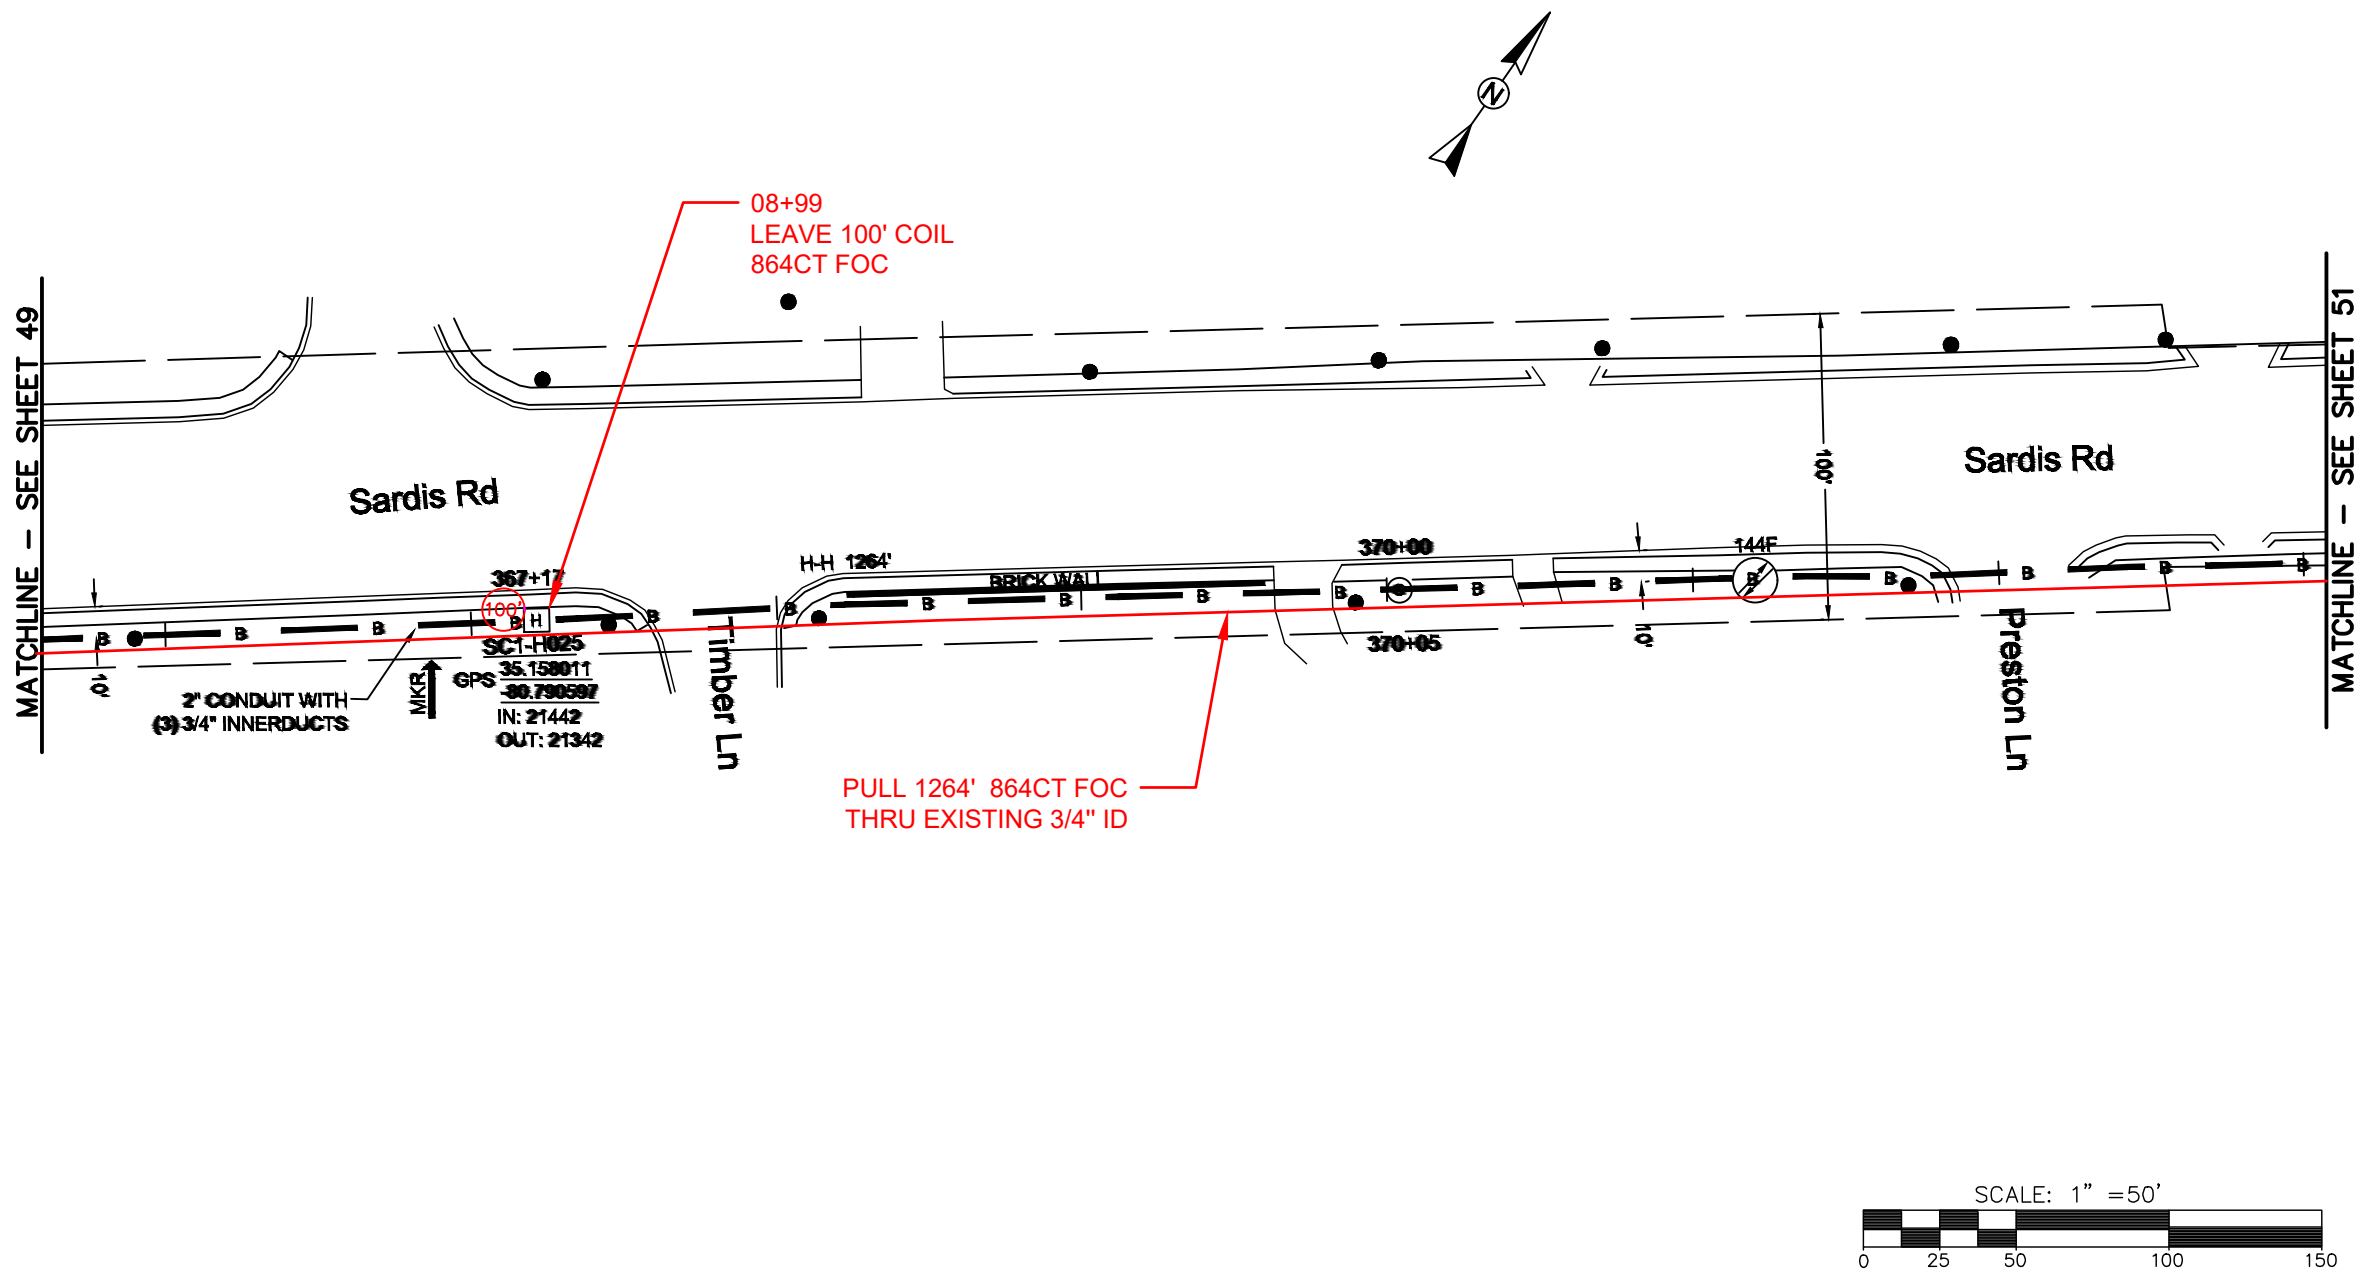 N
08+99
LEAVE 100' COIL
864CT FOC
MATCHLINE - SEE SHEET 49
MATCHLINE - SEE SHEET 51
Sardis Rd
Sardis Rd
100'
H-H 1264'
370+00
144F
367+17
BRICK WALL
100'
B B B B H B B B B B B B B B B B B B B
SC1-H025
370+05
10'
10'
GPS 35.158011
-80.790597
IN: 21442
OUT: 21342
MKR
2" CONDUIT WITH
(3) 3/4" INNERDUCTS
Timber Ln
Preston Ln
PULL 1264' 864CT FOC
THRU EXISTING 3/4" ID
SCALE: 1" =50'
0 25 50 100 150